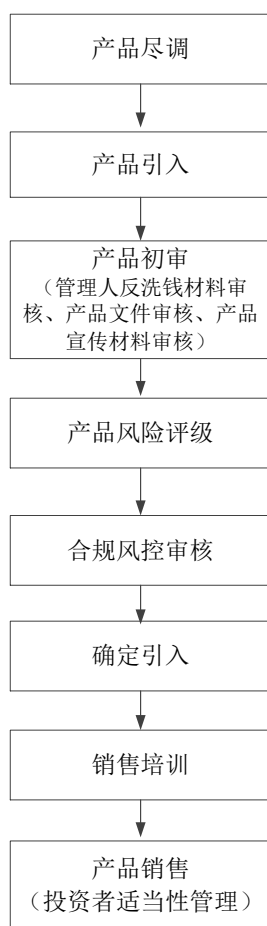 产品尽调
产品引入
产品初审
（管理人反洗钱材料审
核、产品文件审核、产品
宣传材料审核）
产品风险评级
合规风控审核
确定引入
销售培训
产品销售
（投资者适当性管理）